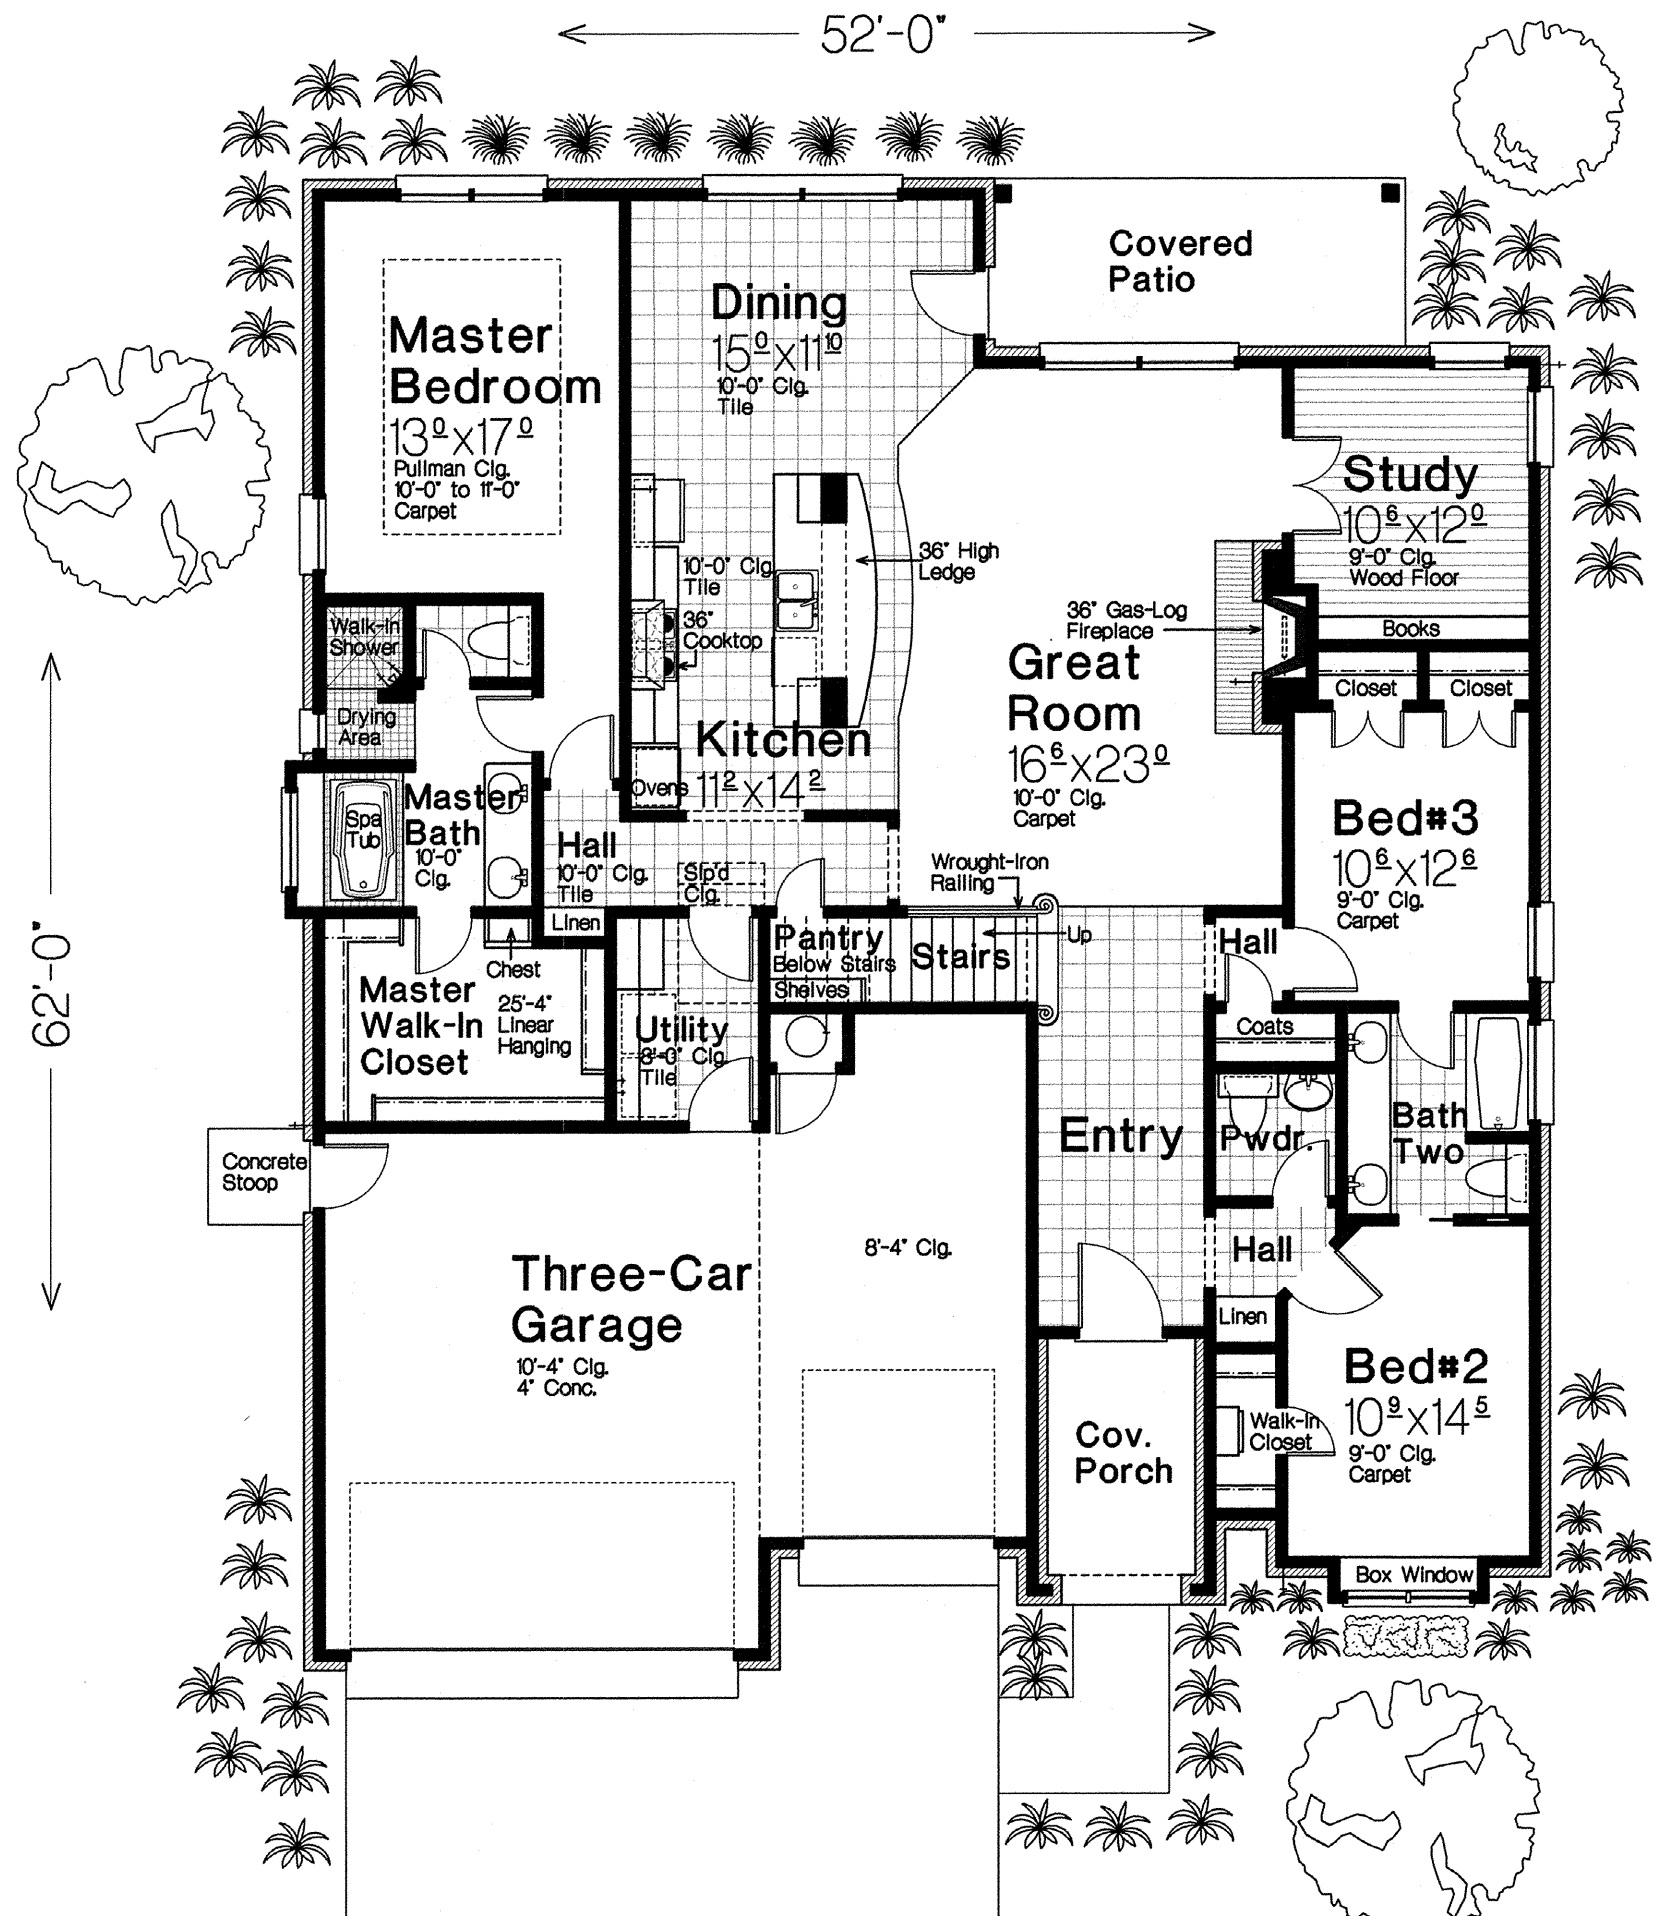 52'-0"
Covered
Patio
Dining
15⁰x11¹⁰
10'-0" Clg.
Tile
Master
Bedroom
13⁰x17⁰
Pullman Clg.
10'-0" to 11'-0"
Carpet
Study
10⁶x12⁰
9'-0" Clg.
Wood Floor
Books
36" High
Ledge
10'-0" Clg.
Tile
36"
Cooktop
36" Gas-Log
Fireplace
Walk-In
Shower
Drying
Area
Great
Room
16⁶x23⁰
10'-0" Clg.
Carpet
Closet
Closet
Kitchen
11²x14²
Ovens
Master
Bath
10'-0"
Clg.
Spa
Tub
Hall
10'-0" Clg.
Tile
Slp'd
Clg.
Bed#3
10⁶x12⁶
9'-0" Clg.
Carpet
Wrought-Iron
Railing
Linen
Pantry
Below Stairs
Shelves
Stairs
Up
Hall
Chest
Master
Walk-In
Closet
25'-4"
Linear
Hanging
62'-0"
Utility
8'-0" Clg.
Tile
Coats
Entry
Pwdr.
Bath
Two
Concrete
Stoop
Three-Car
Garage
10'-4" Clg.
4" Conc.
8'-4" Clg.
Hall
Linen
Bed#2
10⁹x14⁵
9'-0" Clg.
Carpet
Walk-In
Closet
Cov.
Porch
Box Window